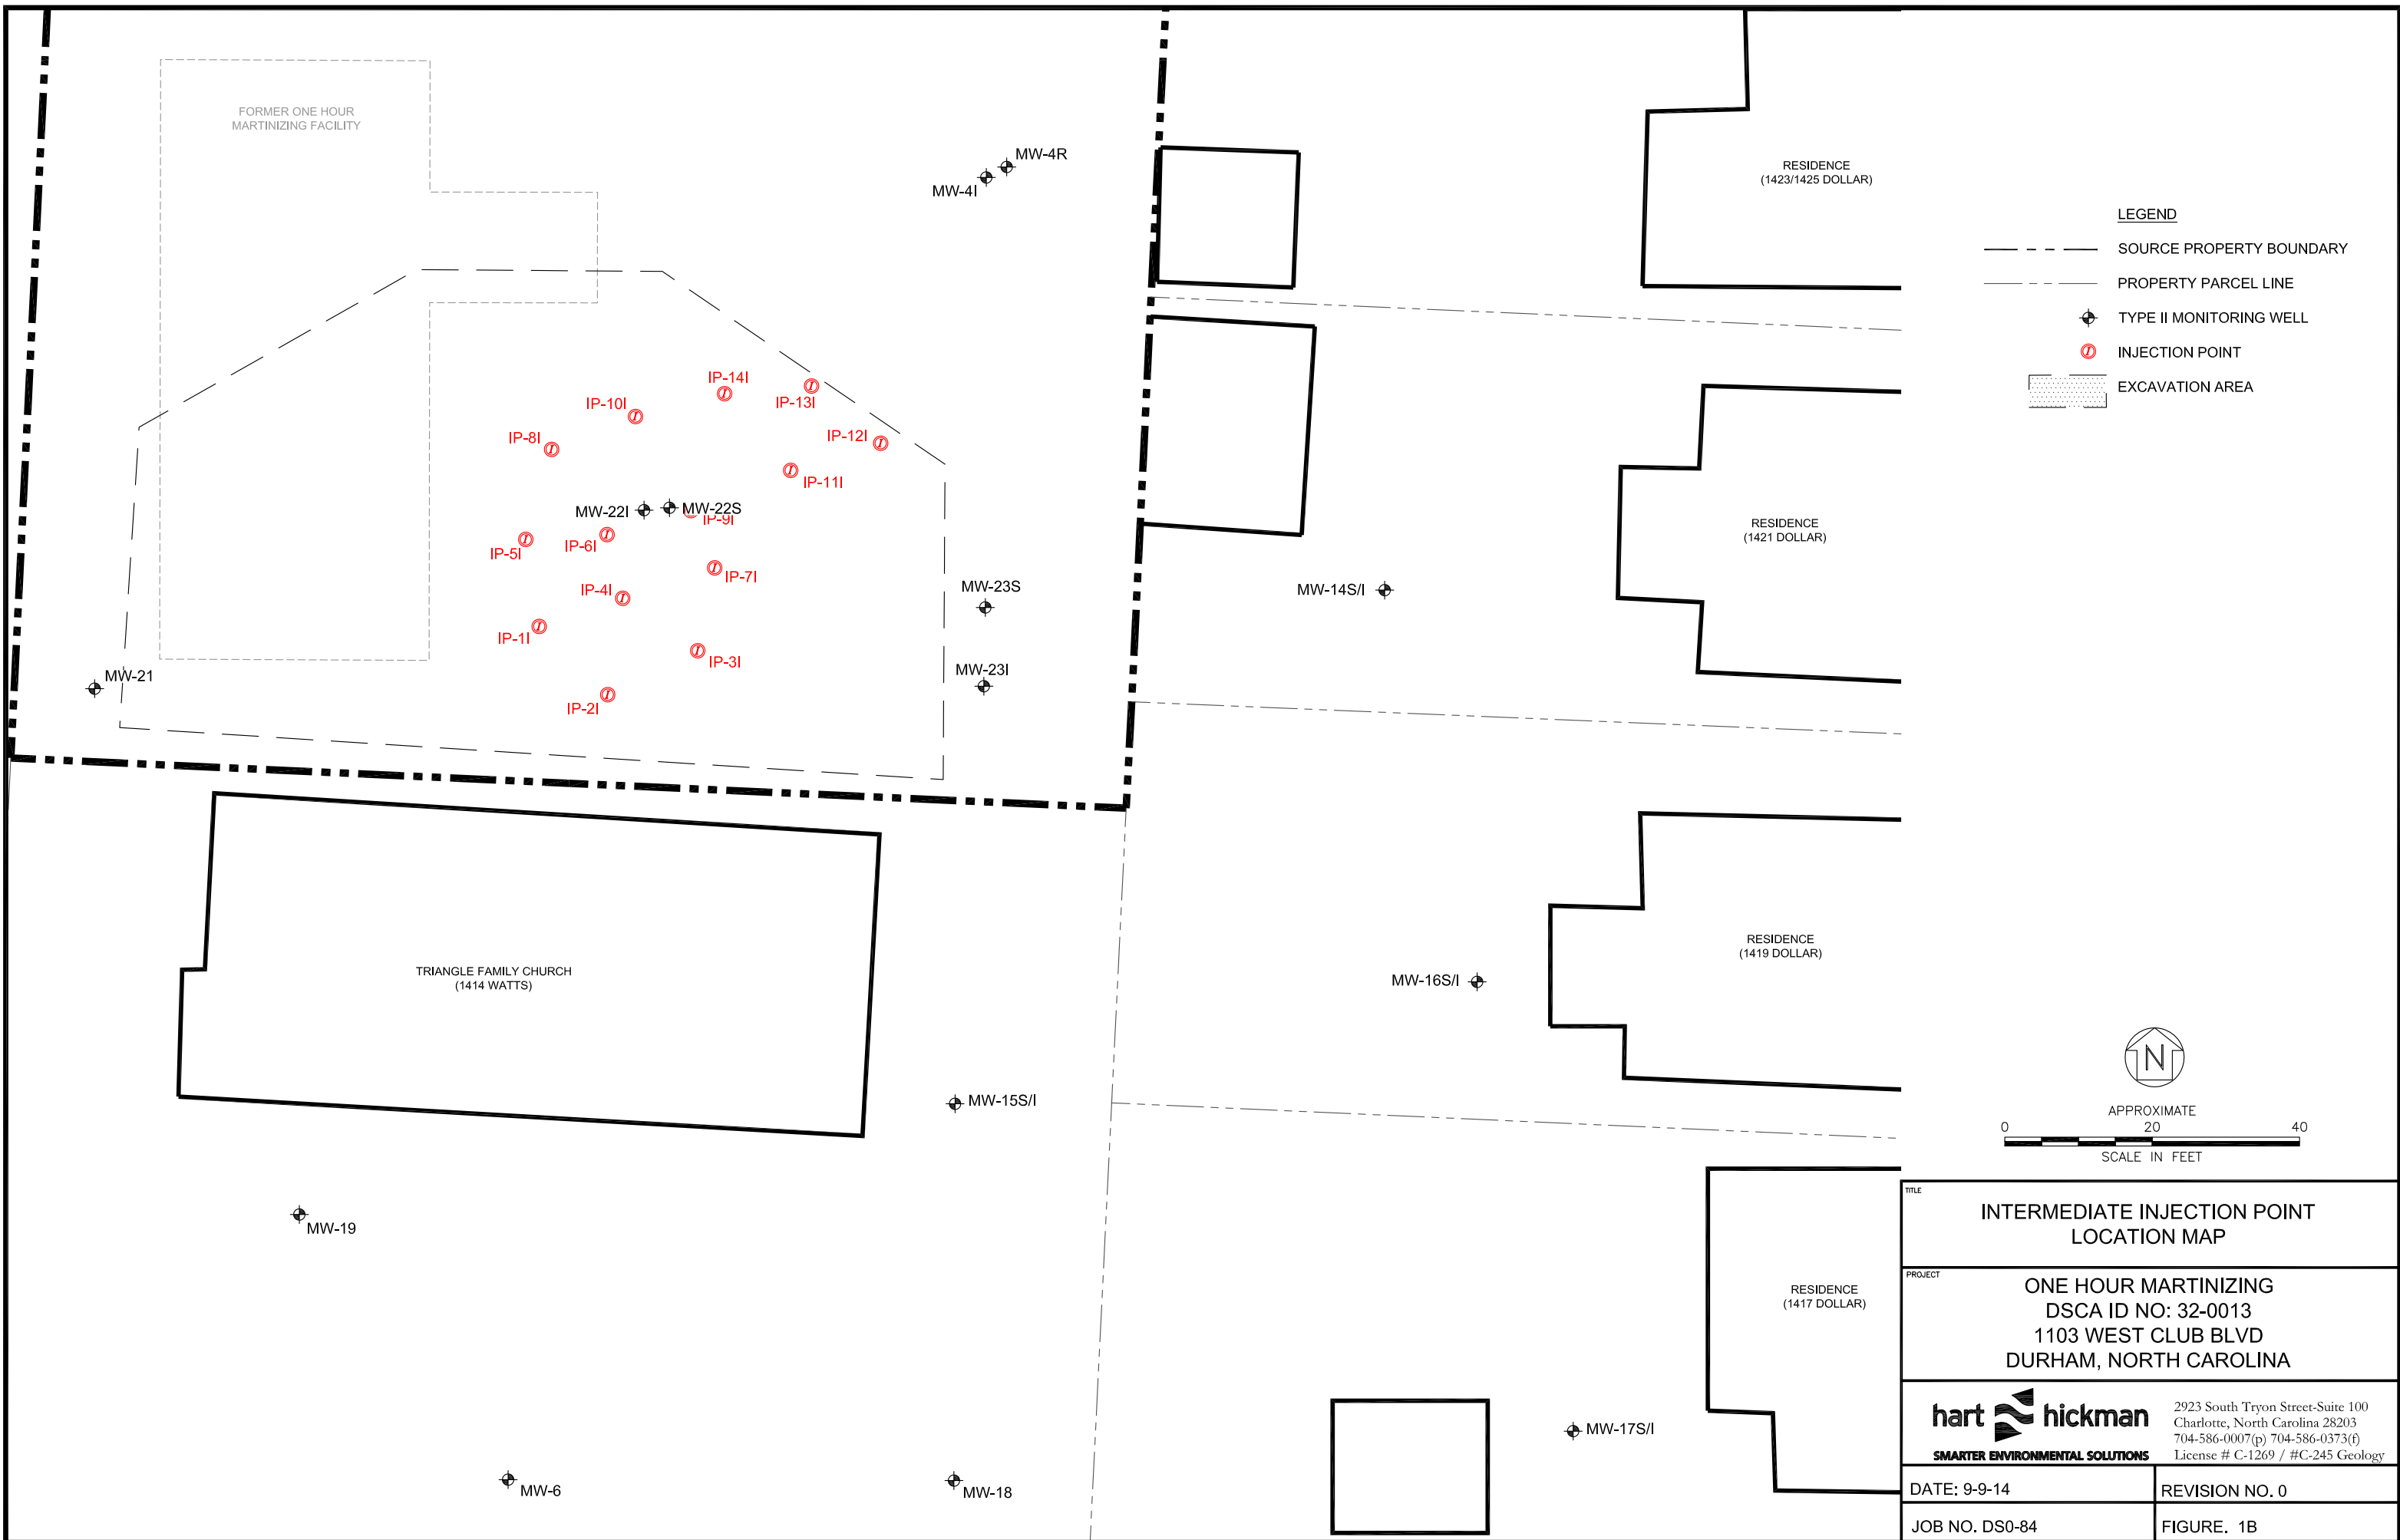 FORMER ONE HOUR
MARTINIZING FACILITY
MW-4R
MW-4I
RESIDENCE
(1423/1425 DOLLAR)
LEGEND
SOURCE PROPERTY BOUNDARY
PROPERTY PARCEL LINE
TYPE II MONITORING WELL
INJECTION POINT
EXCAVATION AREA
IP-14I
IP-13I
IP-10I
IP-12I
IP-8I
IP-11I
MW-22I
MW-22S
IP-9I
IP-6I
IP-5I
IP-7I
IP-4I
IP-1I
IP-3I
IP-2I
MW-21
MW-23S
MW-23I
MW-14S/I
RESIDENCE
(1421 DOLLAR)
TRIANGLE FAMILY CHURCH
(1414 WATTS)
RESIDENCE
(1419 DOLLAR)
MW-16S/I
MW-15S/I
MW-19
MW-6
MW-18
MW-17S/I
RESIDENCE
(1417 DOLLAR)
N
APPROXIMATE
0 20 40
SCALE IN FEET
TITLE
INTERMEDIATE INJECTION POINT
LOCATION MAP
PROJECT
ONE HOUR MARTINIZING
DSCA ID NO: 32-0013
1103 WEST CLUB BLVD
DURHAM, NORTH CAROLINA
hart hickman
SMARTER ENVIRONMENTAL SOLUTIONS
2923 South Tryon Street-Suite 100
Charlotte, North Carolina 28203
704-586-0007(p) 704-586-0373(f)
License # C-1269 / #C-245 Geology
DATE: 9-9-14
REVISION NO. 0
JOB NO. DS0-84
FIGURE. 1B